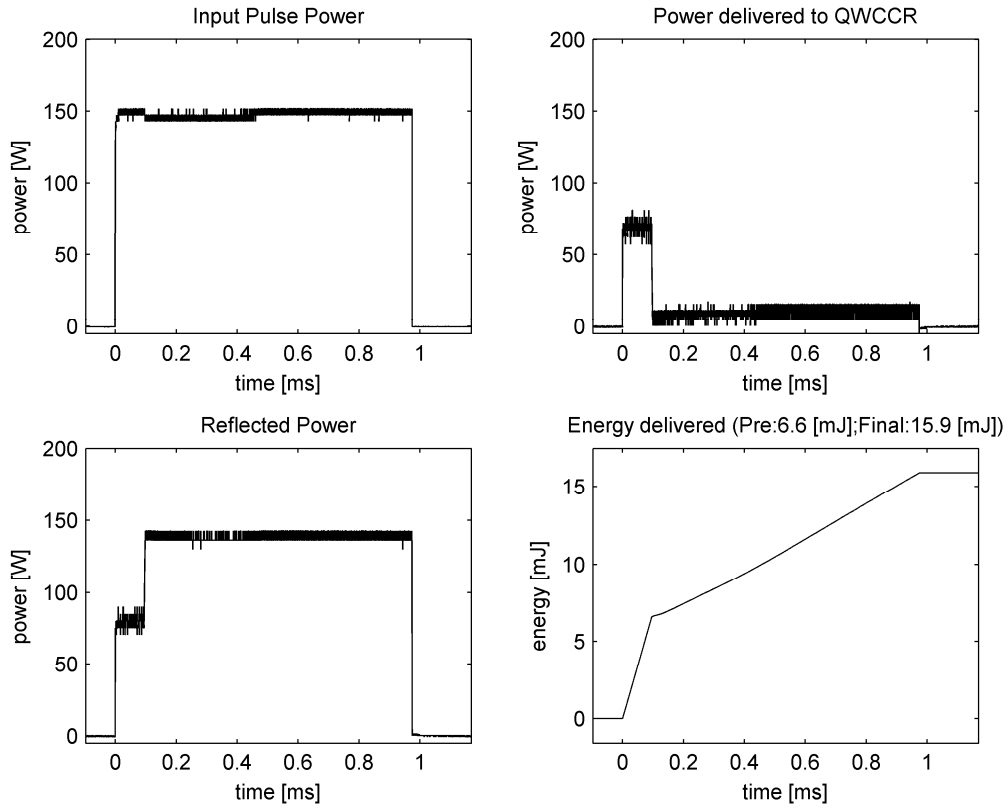 Input Pulse Power
200
150
100
50
0
power [W]
0 0.2 0.4 0.6 0.8 1
time [ms]
Power delivered to QWCCR
200
150
100
50
0
power [W]
0 0.2 0.4 0.6 0.8 1
time [ms]
Reflected Power
200
150
100
50
0
power [W]
0 0.2 0.4 0.6 0.8 1
time [ms]
Energy delivered (Pre:6.6 [mJ];Final:15.9 [mJ])
15
10
5
0
energy [mJ]
0 0.2 0.4 0.6 0.8 1
time [ms]